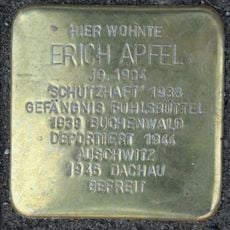 HIER WOHNTE
ERICH APFEL
JG. 1904
'SCHUTZHAFT' 1938
GEFÄNGNIS FUHLSBÜTTEL
1939 BUCHENWALD
DEPORTIERT 1944
AUSCHWITZ
1945 DACHAU
BEFREIT